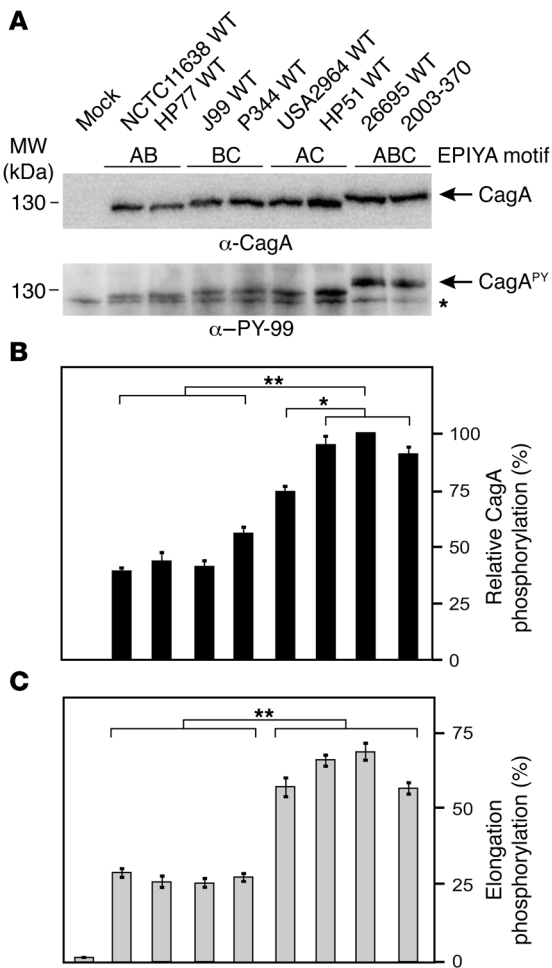 A
Mock
NCTC11638 WT
HP77 WT
J99 WT
P344 WT
USA2964 WT
HP51 WT
26695 WT
2003-370
MW
(kDa)
AB BC AC ABC EPIYA motif
130 CagA
α-CagA
130 CagAPY
*
α–PY-99
B
**
*
100
75
50
25
0
Relative CagA
phosphorylation (%)
C
**
75
50
25
0
Elongation
phosphorylation (%)